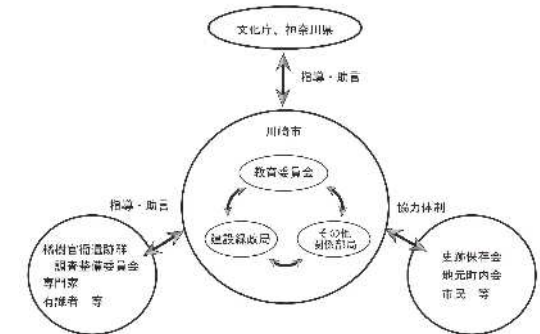 文化庁、神奈川県
指導・助言
川崎市
教育委員会
指導・助言
協力体制
建設緑政局
その他
関係部局
橘樹官衙遺跡群
調査整備委員会
専門家
有識者 等
史跡保存会
地元町内会
市民 等